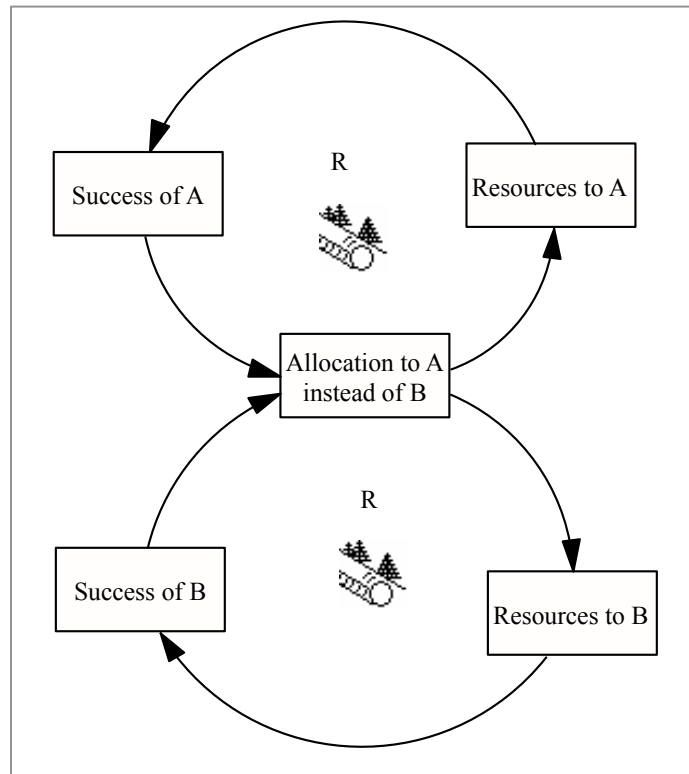 R
Success of A
Resources to A
Allocation to A
instead of B
R
Success of B
Resources to B